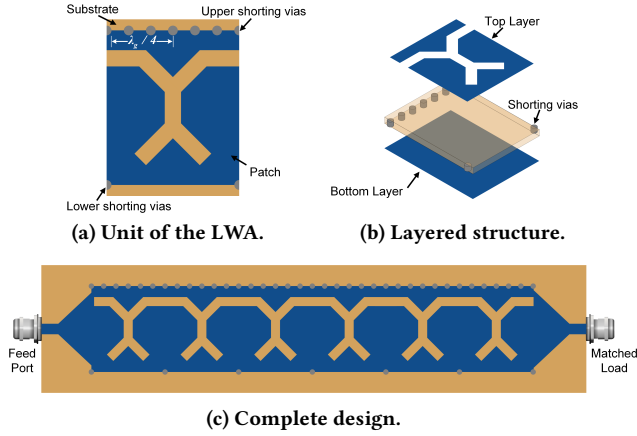 Substrate
Upper shorting vias
λg / 4
Patch
Lower shorting vias
(a) Unit of the LWA.
Top Layer
Shorting vias
Bottom Layer
(b) Layered structure.
Feed
Port
Matched
Load
(c) Complete design.